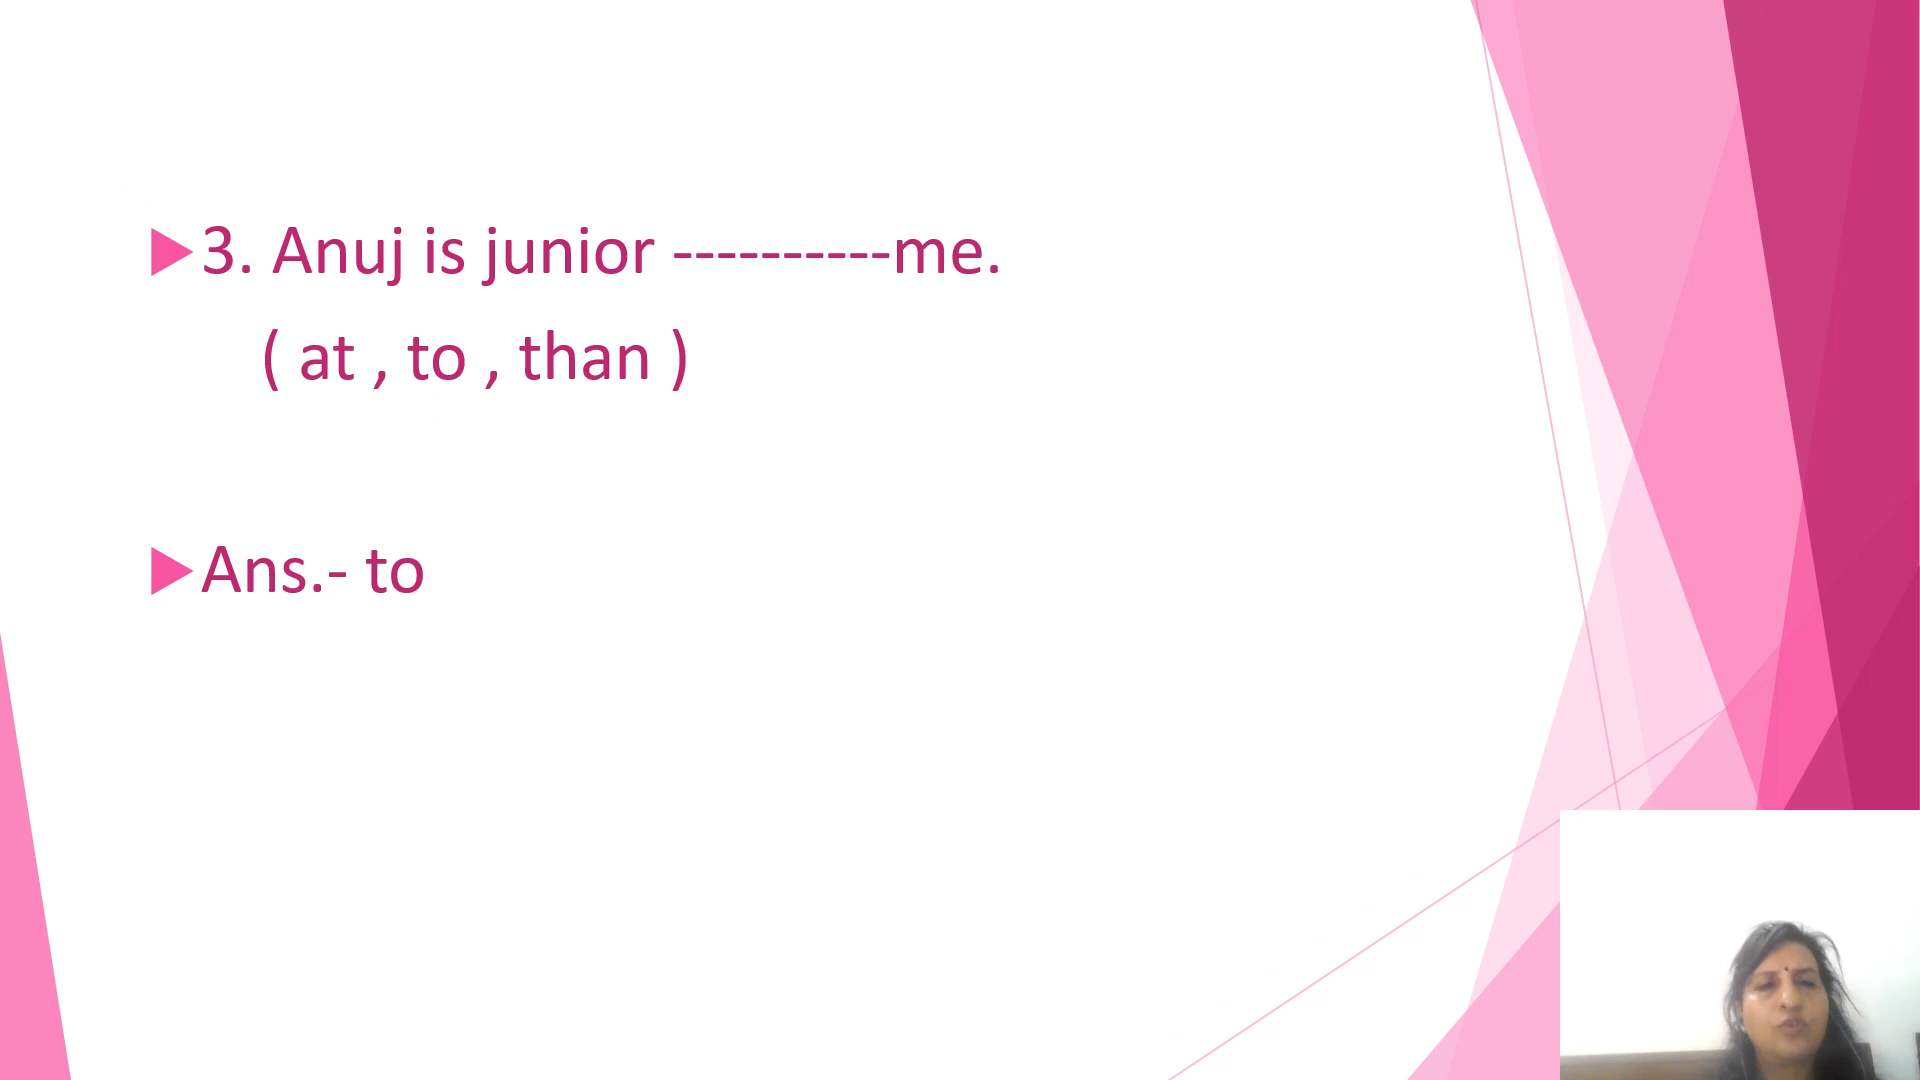 3. Anuj is junior ----------me.
( at , to , than )
Ans.- to